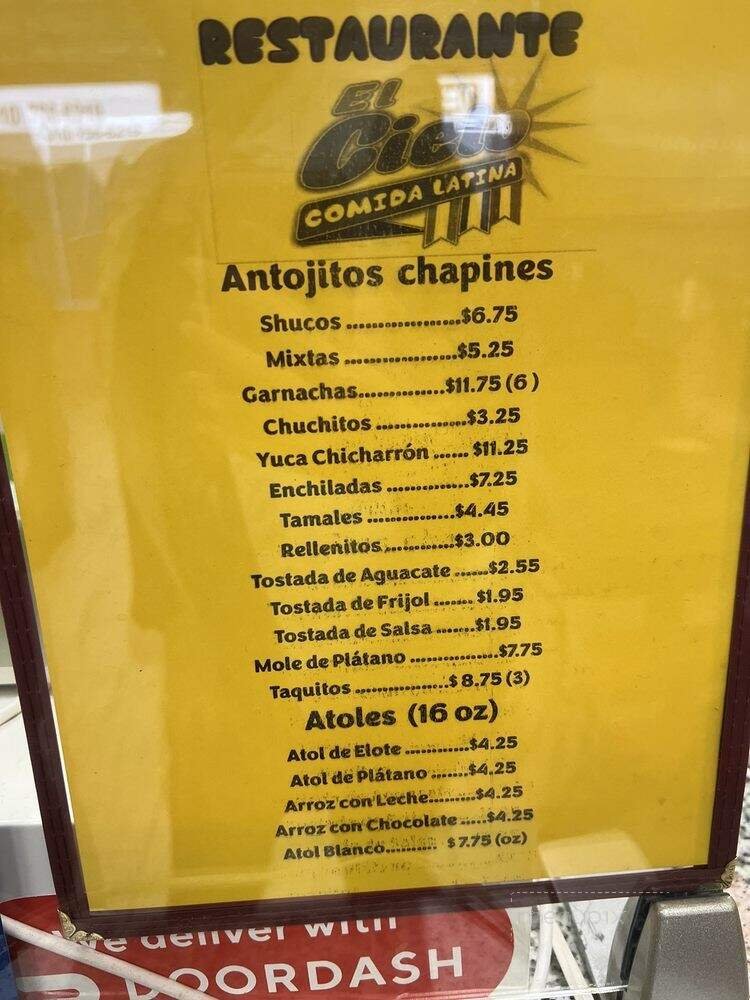 RESTAURANTE
El
Cielo
COMIDA LATINA
Antojitos chapines
Shucos ....................$6.75
Mixtas ....................$5.25
Garnachas...............$11.75 (6)
Chuchitos ................$3.25
Yuca Chicharrón ...... $11.25
Enchiladas ..............$7.25
Tamales ...............$4.45
Rellenitos............$3.00
Tostada de Aguacate ......$2.55
Tostada de Frijol ....... $1.95
Tostada de Salsa .......$1.95
Mole de Plátano ................$7.75
Taquitos .................$8.75 (3)
Atoles (16 oz)
Atol de Elote ............$4.25
Atol de Plátano .......$4.25
Arroz con Leche.........$4.25
Arroz con Chocolate .....$4.25
Atol Blanco.......... $7.75 (oz)
We deliver with
DOORDASH